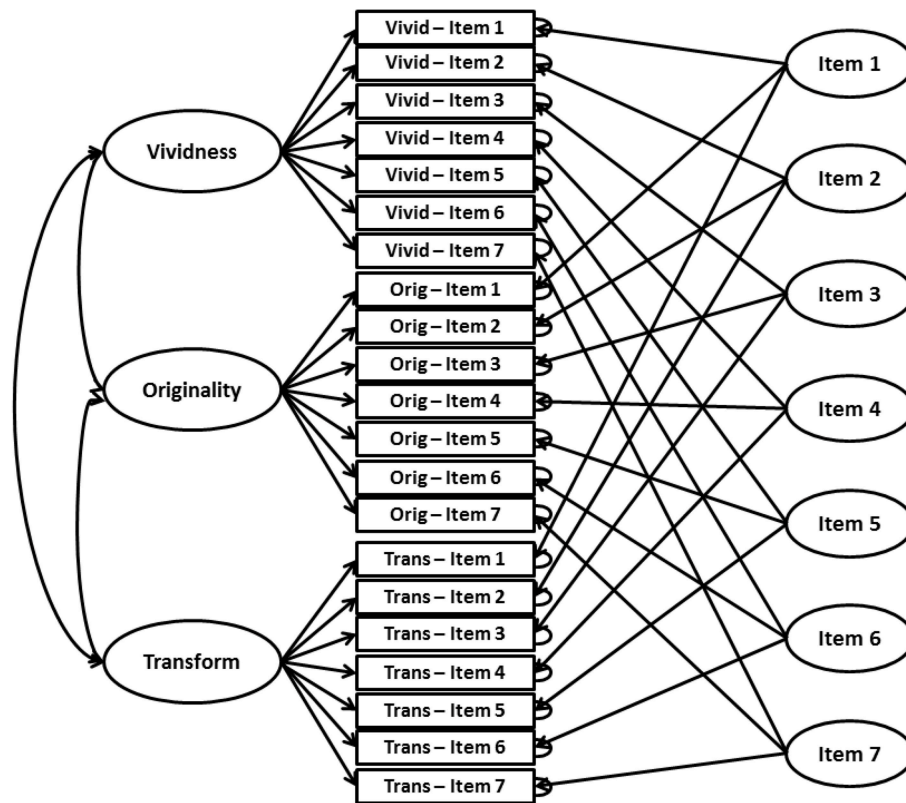 Vivid – Item 1
Vivid – Item 2
Vivid – Item 3
Vivid – Item 4
Vivid – Item 5
Vivid – Item 6
Vivid – Item 7
Orig – Item 1
Orig – Item 2
Orig – Item 3
Orig – Item 4
Orig – Item 5
Orig – Item 6
Orig – Item 7
Trans – Item 1
Trans – Item 2
Trans – Item 3
Trans – Item 4
Trans – Item 5
Trans – Item 6
Trans – Item 7
Vividness
Originality
Transform
Item 1
Item 2
Item 3
Item 4
Item 5
Item 6
Item 7